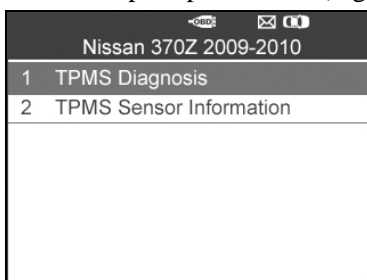 OBD
Nissan 370Z 2009-2010
1 TPMS Diagnosis
2 TPMS Sensor Information